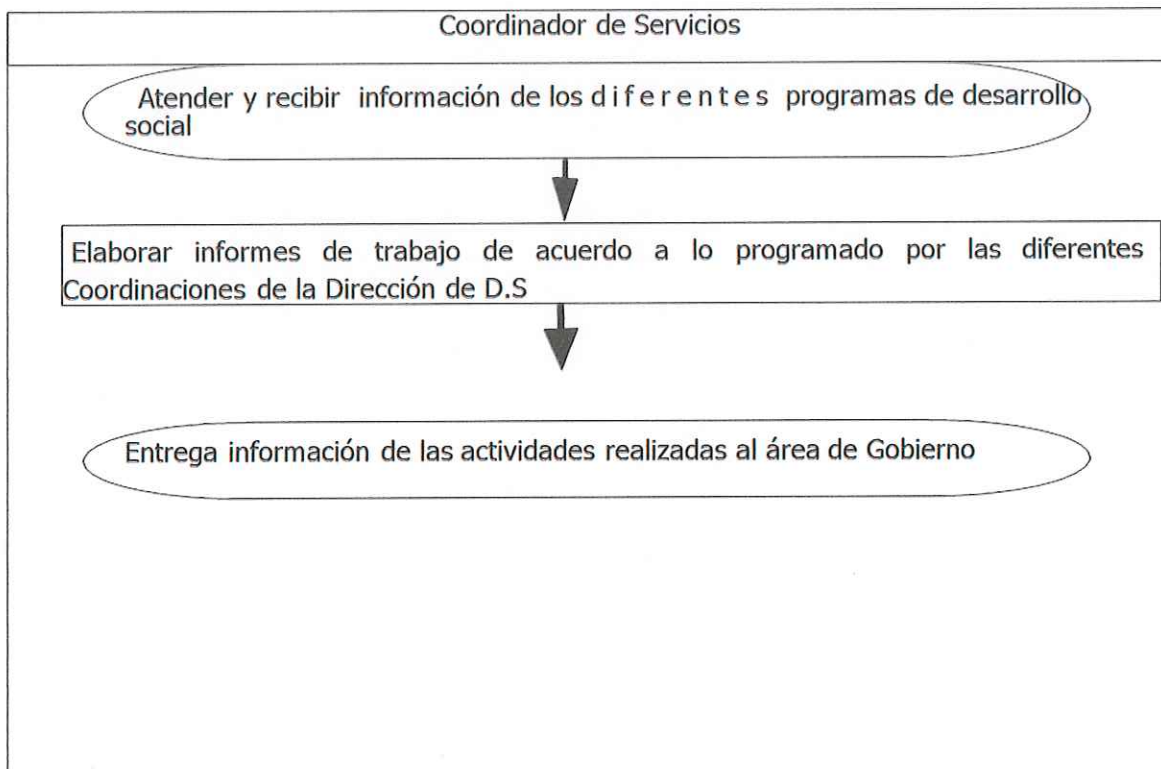 Coordinador de Servicios
Atender y recibir información de los diferentes programas de desarrollo
social
Elaborar informes de trabajo de acuerdo a lo programado por las diferentes
Coordinaciones de la Dirección de D.S
Entrega información de las actividades realizadas al área de Gobierno